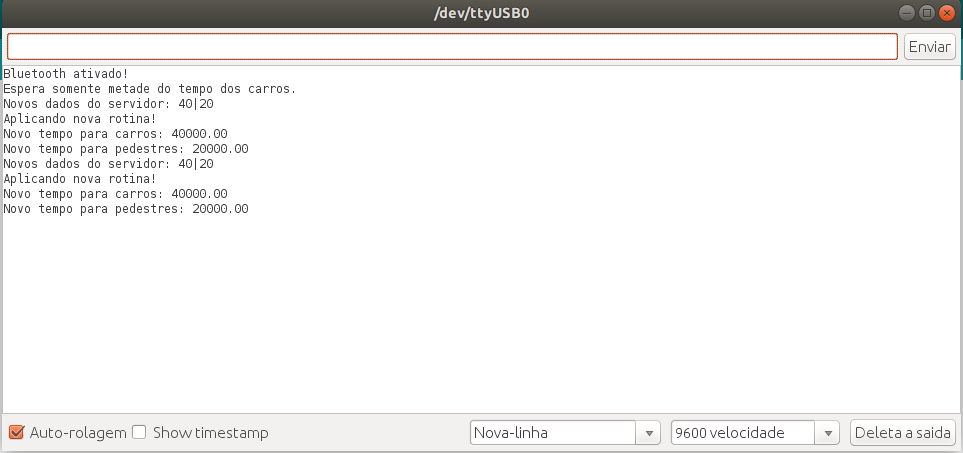 /dev/ttyUSB0
Enviar
Bluetooth ativado!
Espera somente metade do tempo dos carros.
Novos dados do servidor: 40|20
Aplicando nova rotina!
Novo tempo para carros: 40000.00
Novo tempo para pedestres: 20000.00
Novos dados do servidor: 40|20
Aplicando nova rotina!
Novo tempo para carros: 40000.00
Novo tempo para pedestres: 20000.00
Auto-rolagem Show timestamp Nova-linha 9600 velocidade Deleta a saida